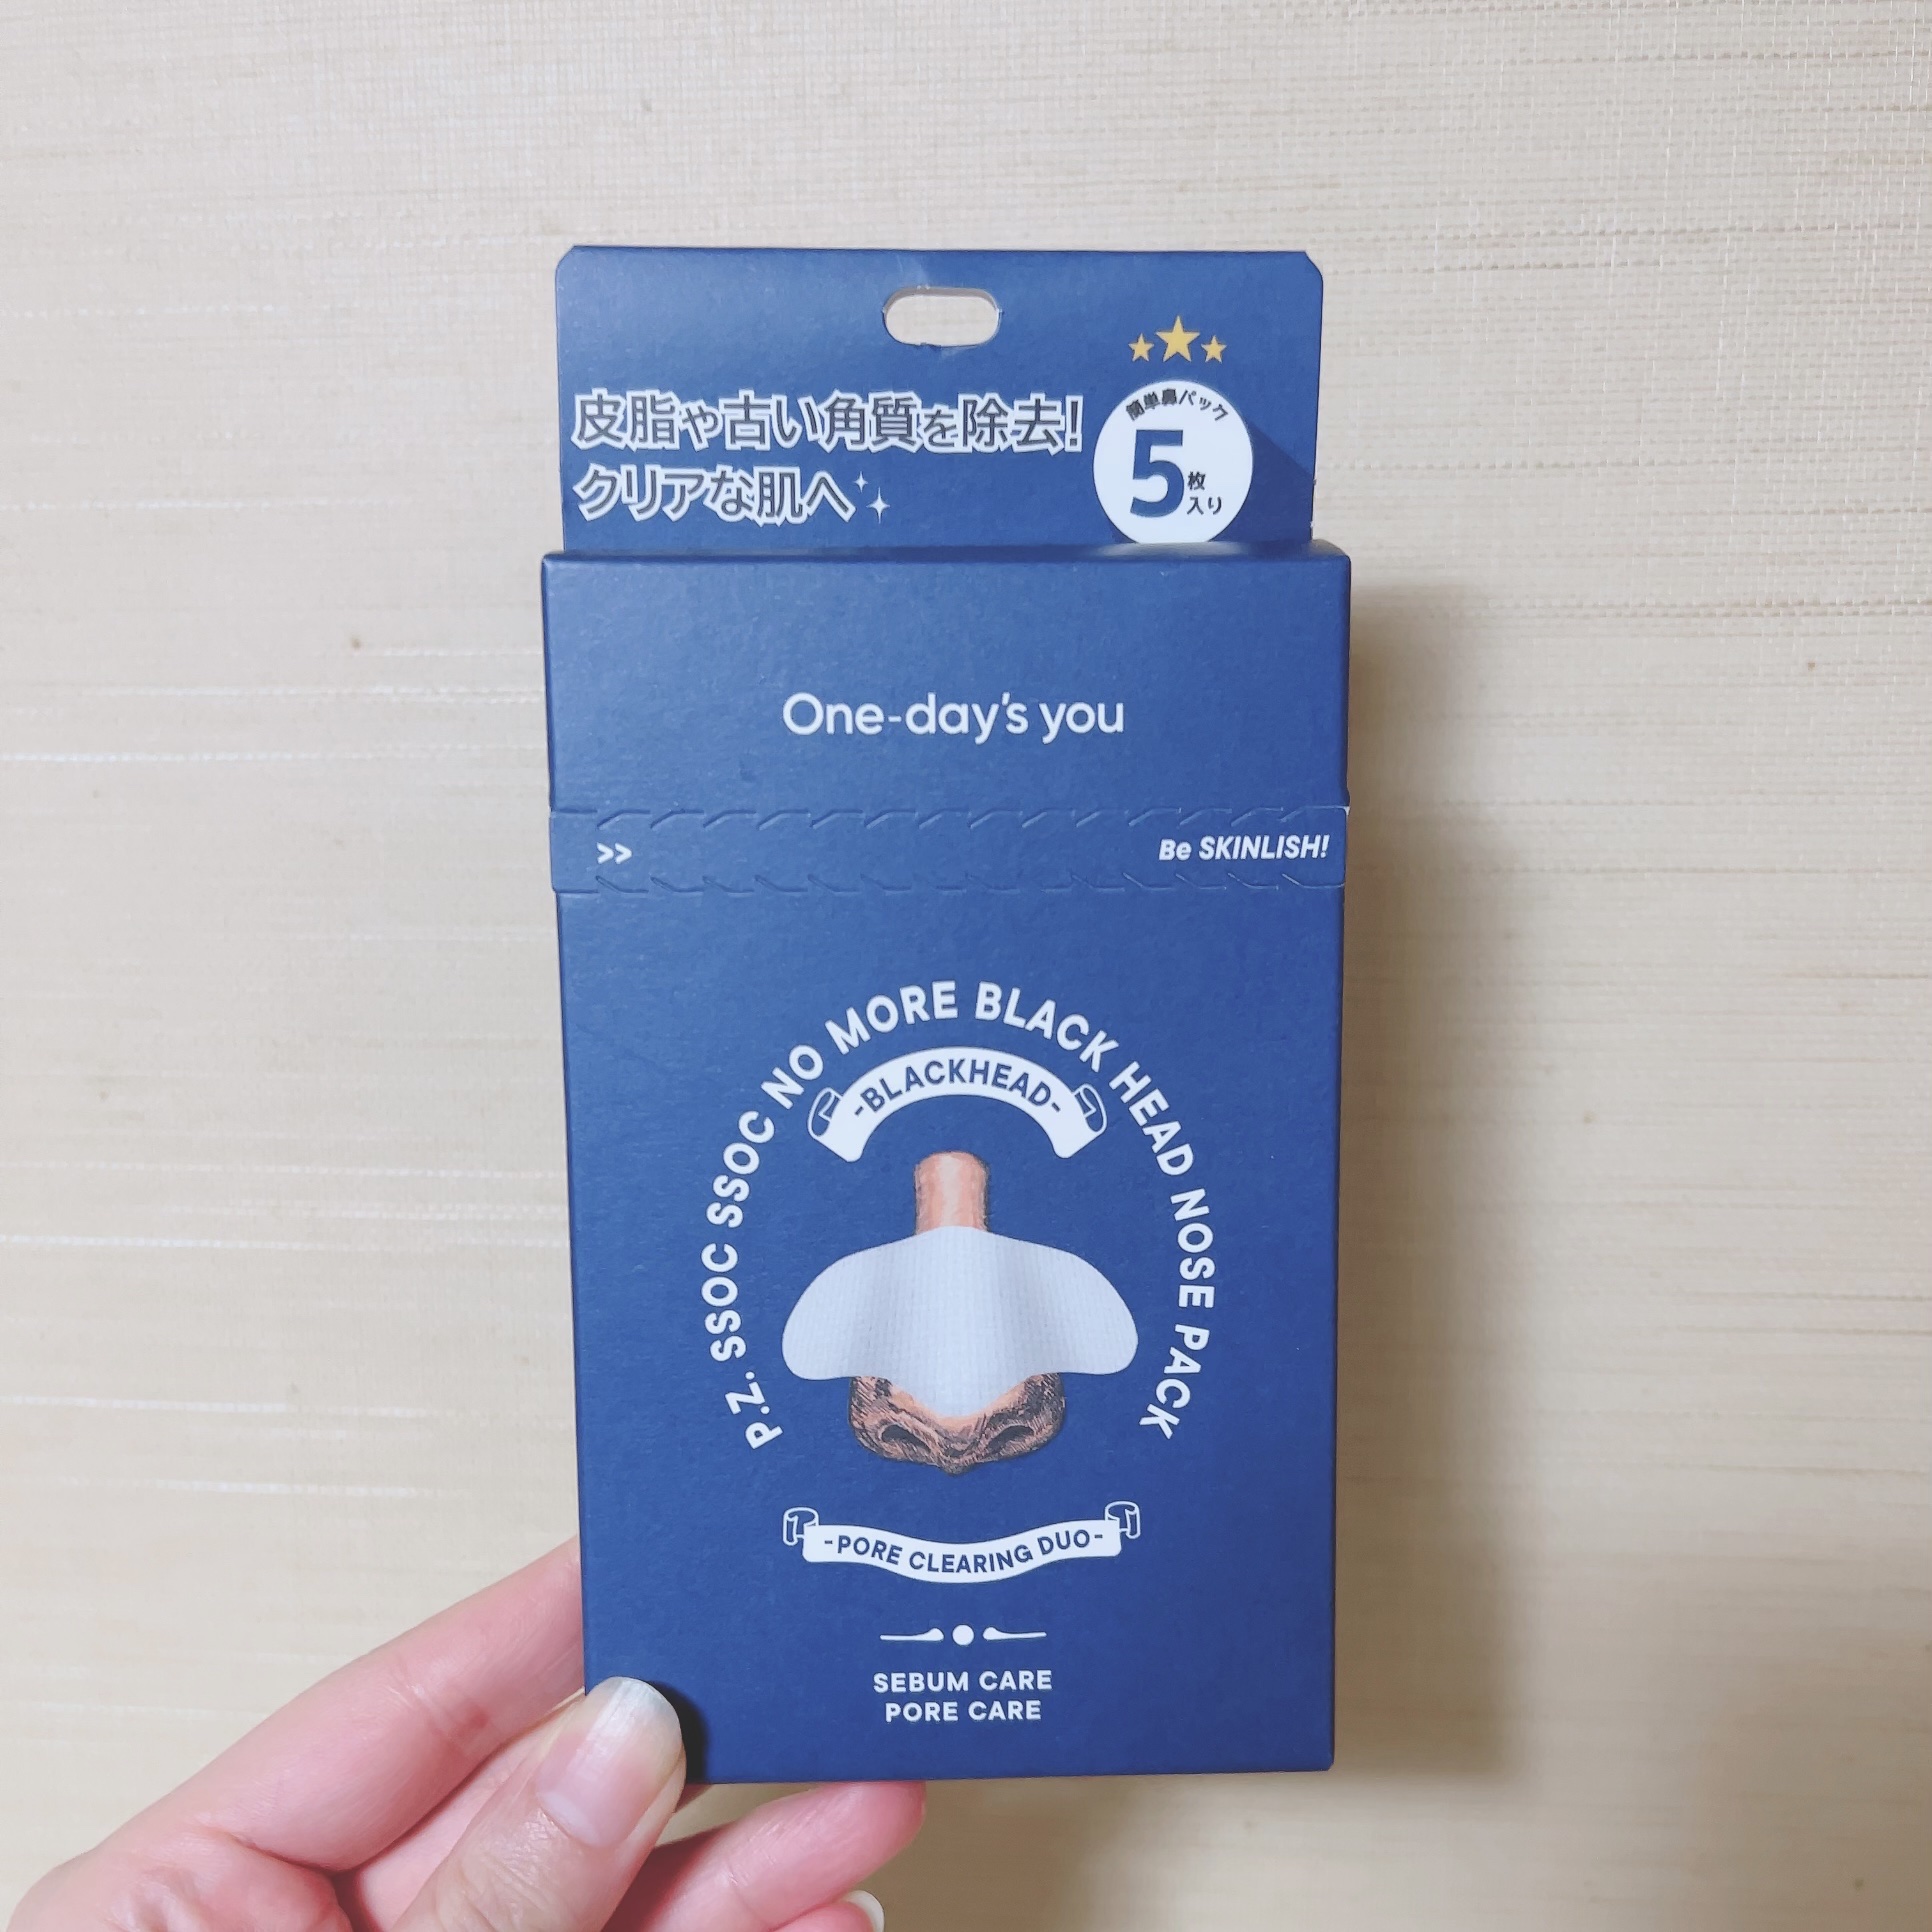 皮脂や古い角質を除去!
クリアな肌へ
簡単鼻パック
5枚入り
One-day's you
>>
Be SKINLISH!
P.Z. SSOC SSOC NO MORE BLACK HEAD NOSE PACK
-BLACKHEAD-
-PORE CLEARING DUO-
SEBUM CARE
PORE CARE